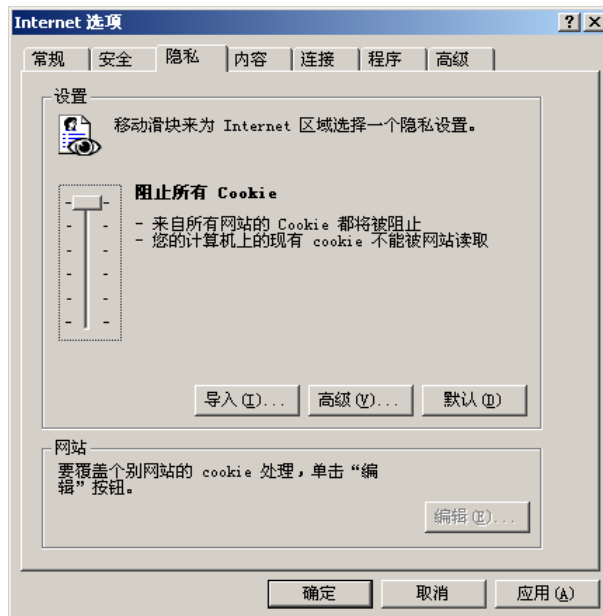 Internet 选项
常规 安全 隐私 内容 连接 程序 高级
设置
移动滑块来为 Internet 区域选择一个隐私设置。
阻止所有 Cookie
- 来自所有网站的 Cookie 都将被阻止
- 您的计算机上的现有 cookie 不能被网站读取
导入(I)... 高级(V)... 默认(D)
网站
要覆盖个别网站的 cookie 处理，单击“编
辑”按钮。
编辑(E)...
确定 取消 应用(A)